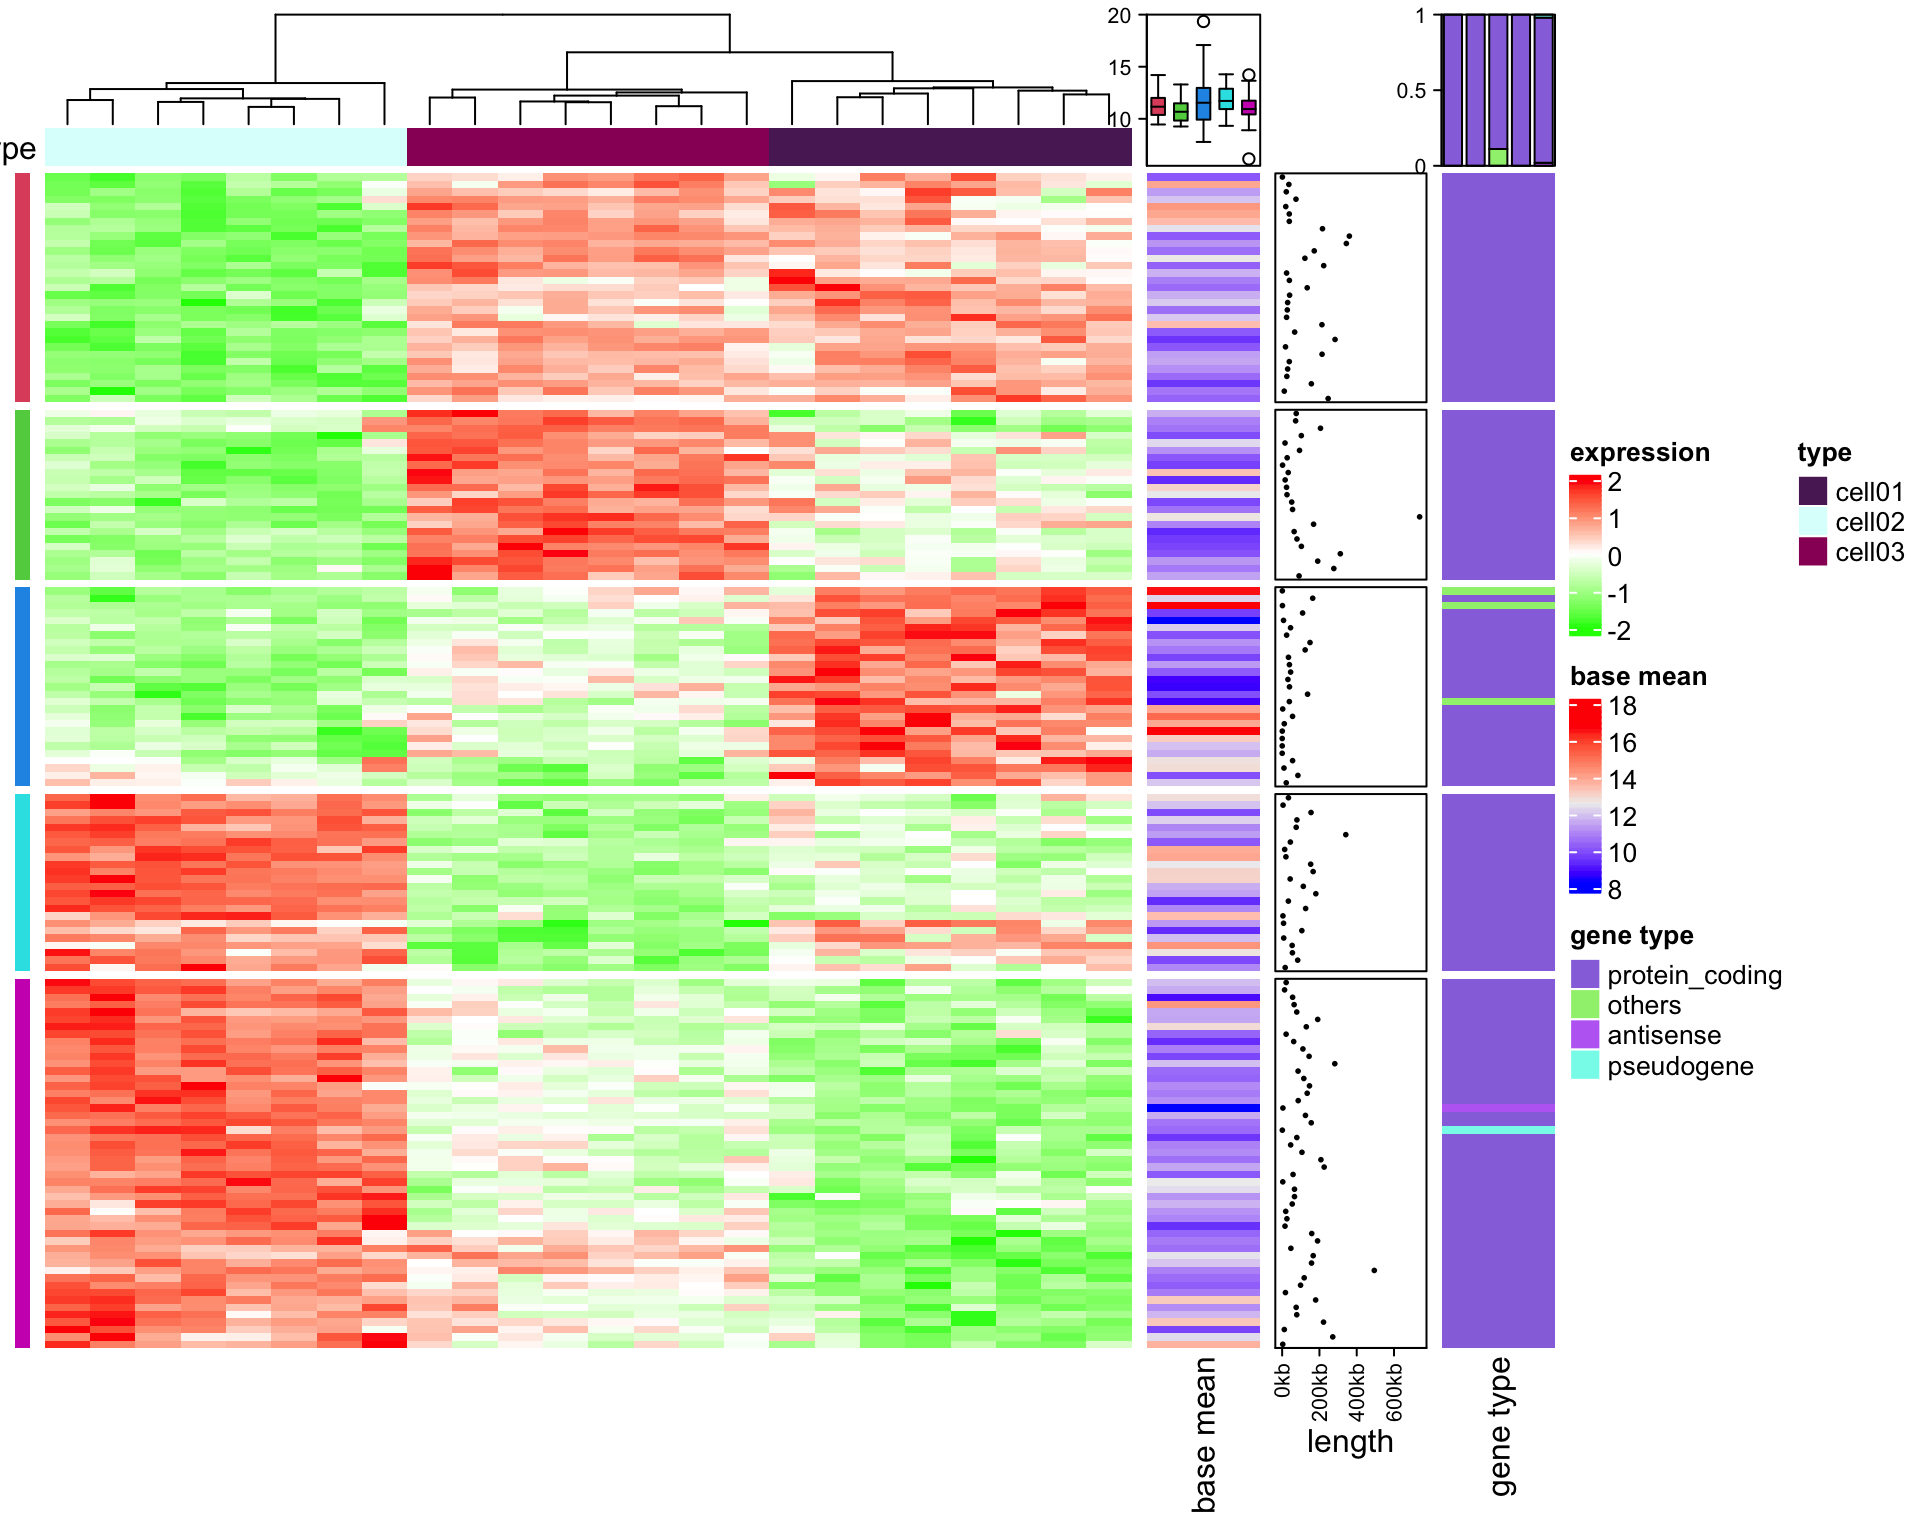 20
15
10
1
0.5
0
ype
expression
2
1
0
-1
-2
type
cell01
cell02
cell03
base mean
18
16
14
12
10
8
gene type
protein_coding
others
antisense
pseudogene
0kb
200kb
400kb
600kb
length
base mean
gene type